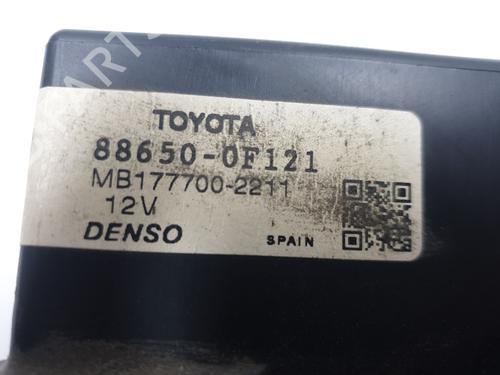 TOYOTA
88650-0F121
MB177700-2211
12V
DENSO
SPAIN